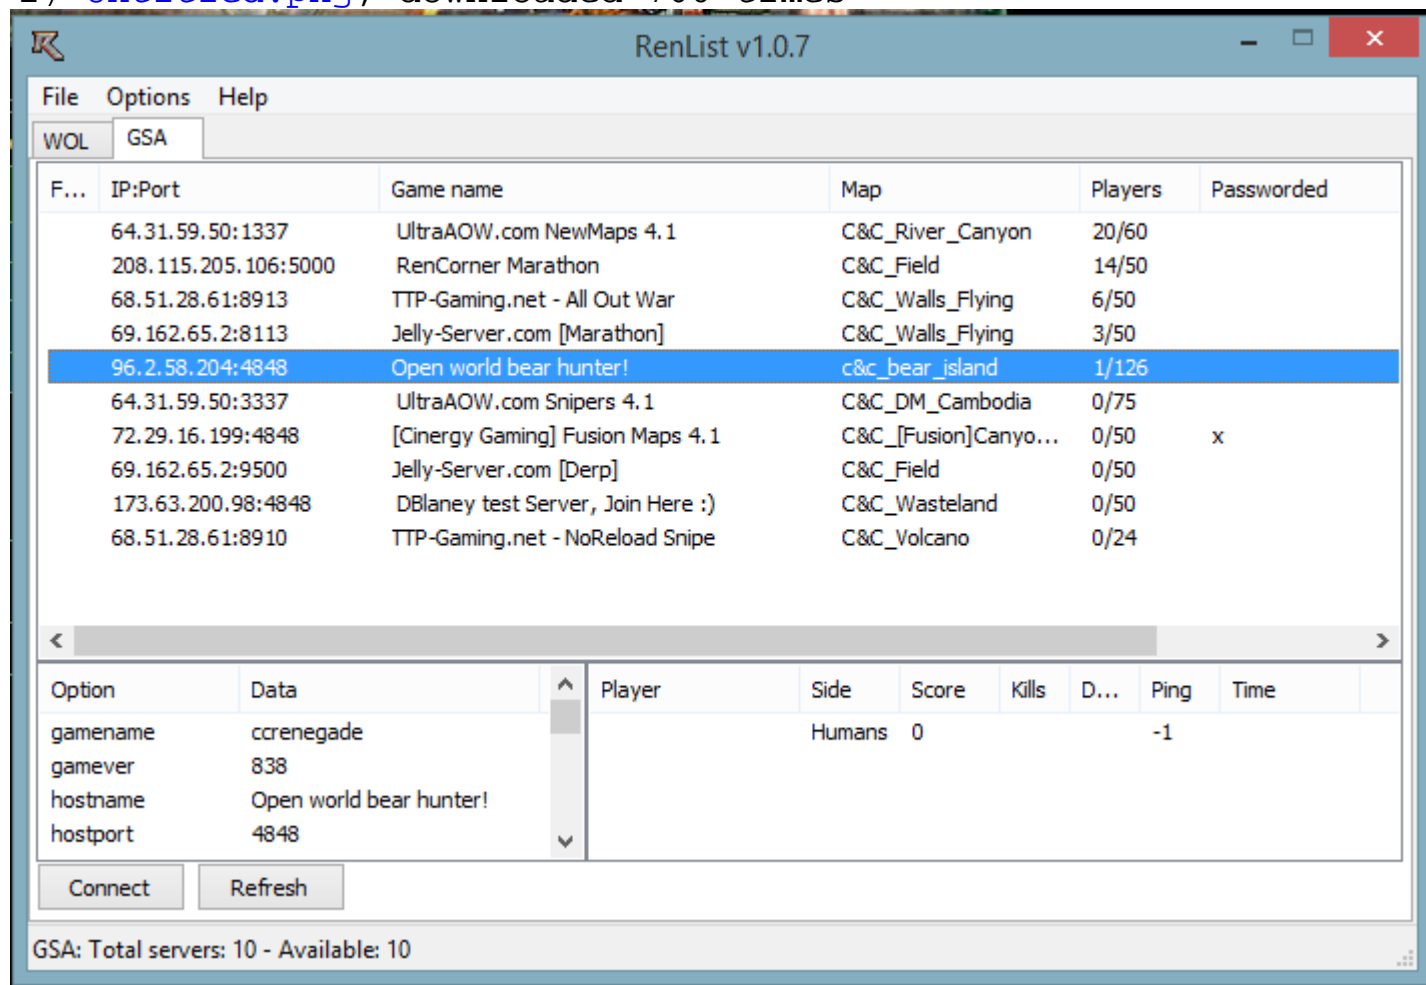 RenList v1.0.7
File Options Help
WOL GSA
F... IP:Port Game name Map Players Passworded
64.31.59.50:1337 UltraAOW.com NewMaps 4.1 C&C_River_Canyon 20/60
208.115.205.106:5000 RenCorner Marathon C&C_Field 14/50
68.51.28.61:8913 TTP-Gaming.net - All Out War C&C_Walls_Flying 6/50
69.162.65.2:8113 Jelly-Server.com [Marathon] C&C_Walls_Flying 3/50
96.2.58.204:4848 Open world bear hunter! c&c_bear_island 1/126
64.31.59.50:3337 UltraAOW.com Snipers 4.1 C&C_DM_Cambodia 0/75
72.29.16.199:4848 [Cinergy Gaming] Fusion Maps 4.1 C&C_[Fusion]Canyo... 0/50 x
69.162.65.2:9500 Jelly-Server.com [Derp] C&C_Field 0/50
173.63.200.98:4848 DBlaney test Server, Join Here :) C&C_Wasteland 0/50
68.51.28.61:8910 TTP-Gaming.net - NoReload Snipe C&C_Volcano 0/24
Option Data Player Side Score Kills D... Ping Time
gamename ccrenegade Humans 0 -1
gamever 838
hostname Open world bear hunter!
hostport 4848
Connect Refresh
GSA: Total servers: 10 - Available: 10